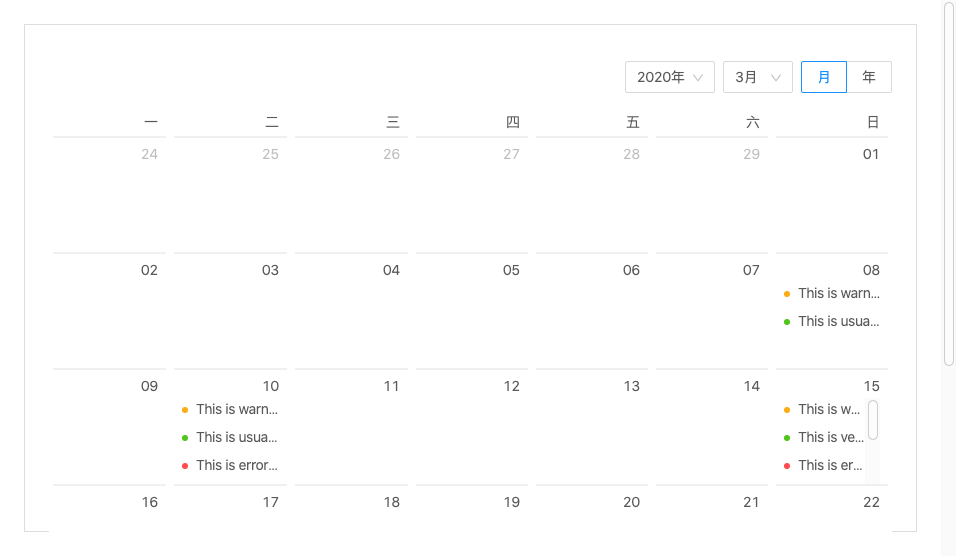 2020年 3月 月 年
一 二 三 四 五 六 日
24 25 26 27 28 29 01
02 03 04 05 06 07 08
This is warn...
This is usua...
09 10 11 12 13 14 15
This is warn... This is w...
This is usua... This is ve...
This is error... This is er...
16 17 18 19 20 21 22